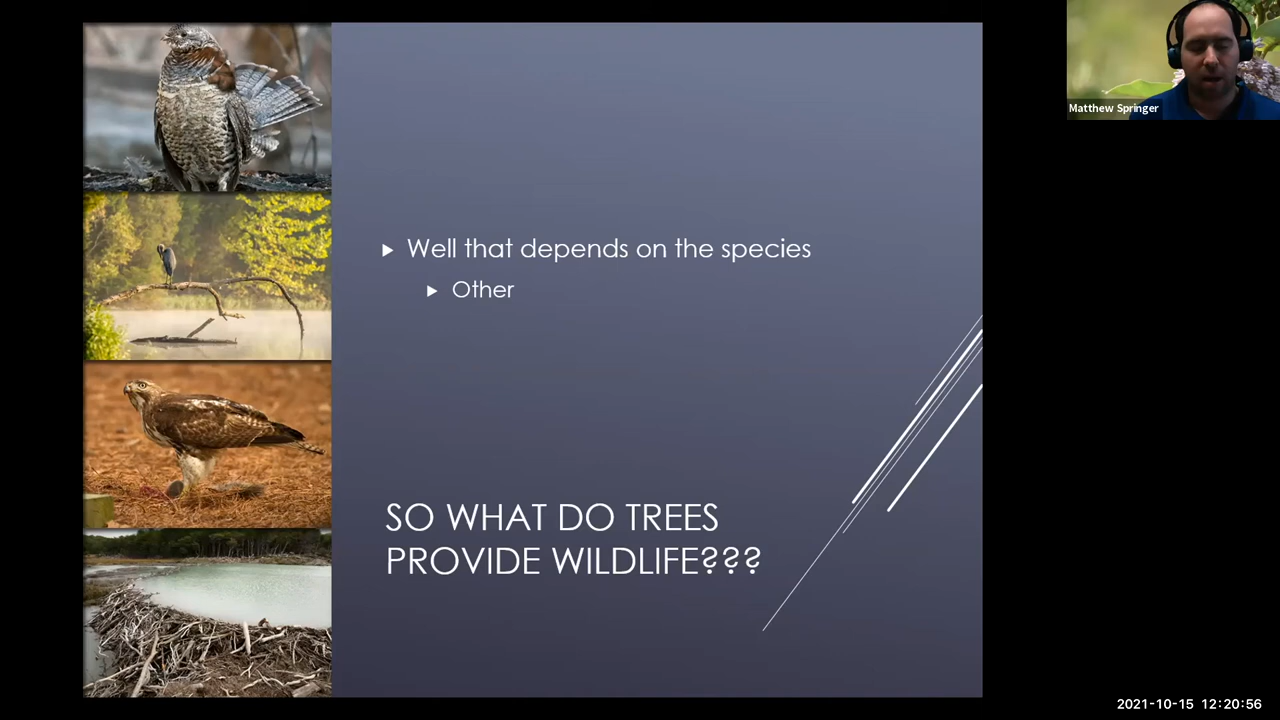 Matthew Springer
Well that depends on the species
Other
SO WHAT DO TREES
PROVIDE WILDLIFE???
2021-10-15 12:20:56